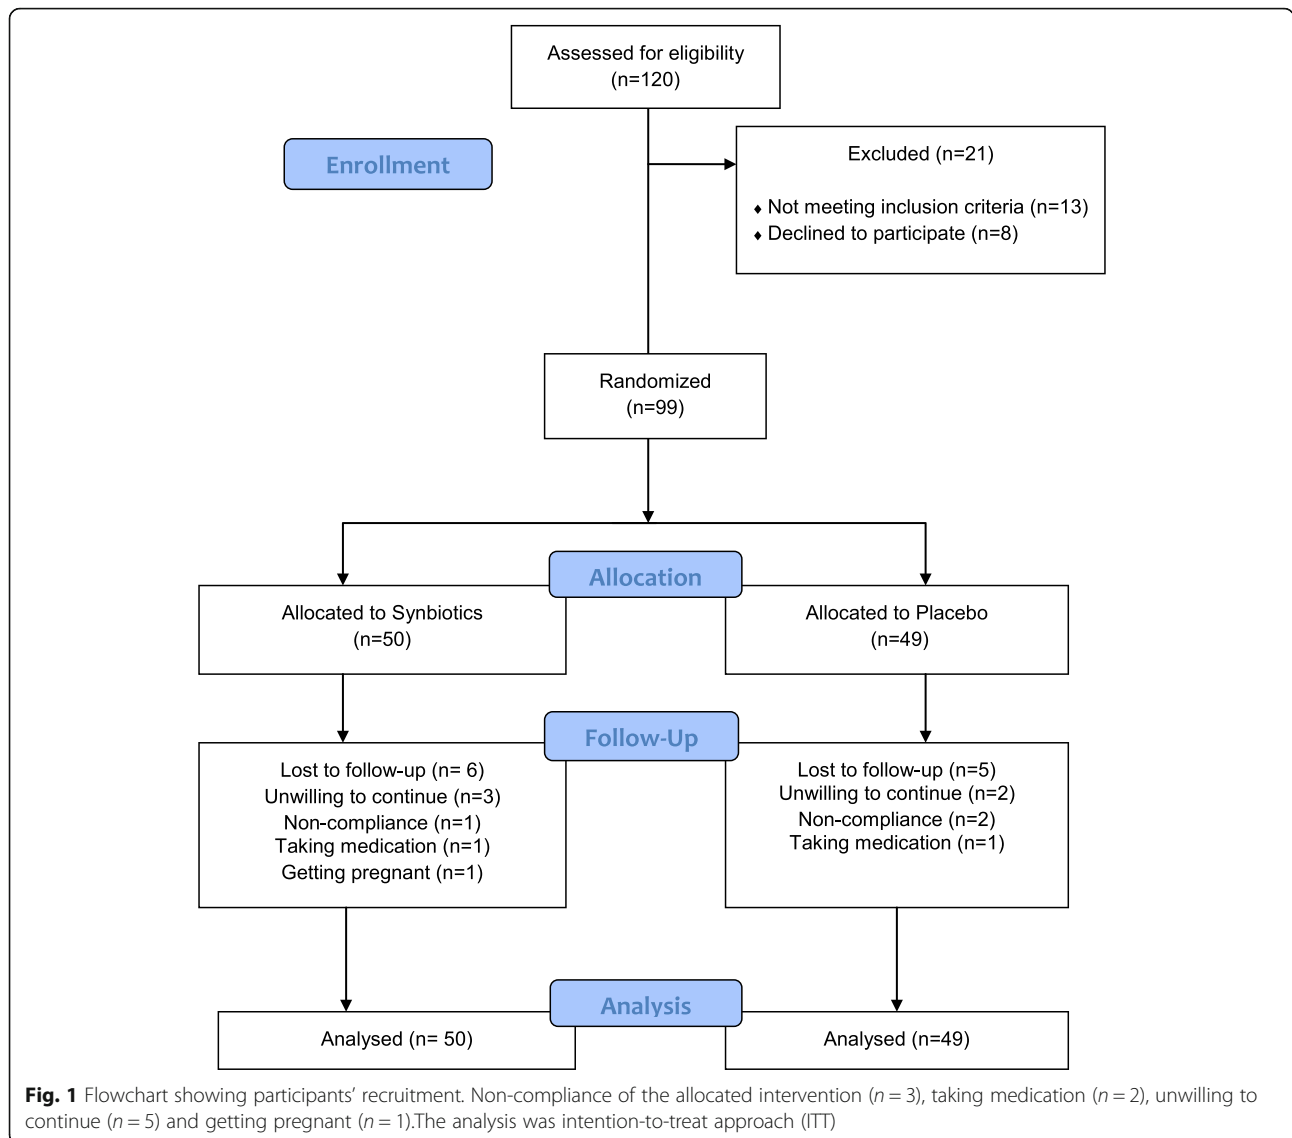 Assessed for eligibility
(n=120)
Enrollment
Excluded (n=21)
♦ Not meeting inclusion criteria (n=13)
♦ Declined to participate (n=8)
Randomized
(n=99)
Allocation
Allocated to Synbiotics
(n=50)
Allocated to Placebo
(n=49)
Follow-Up
Lost to follow-up (n= 6)
Unwilling to continue (n=3)
Non-compliance (n=1)
Taking medication (n=1)
Getting pregnant (n=1)
Lost to follow-up (n=5)
Unwilling to continue (n=2)
Non-compliance (n=2)
Taking medication (n=1)
Analysis
Analysed (n= 50)
Analysed (n=49)
Fig. 1 Flowchart showing participants’ recruitment. Non-compliance of the allocated intervention (n = 3), taking medication (n = 2), unwilling to
continue (n = 5) and getting pregnant (n = 1).The analysis was intention-to-treat approach (ITT)